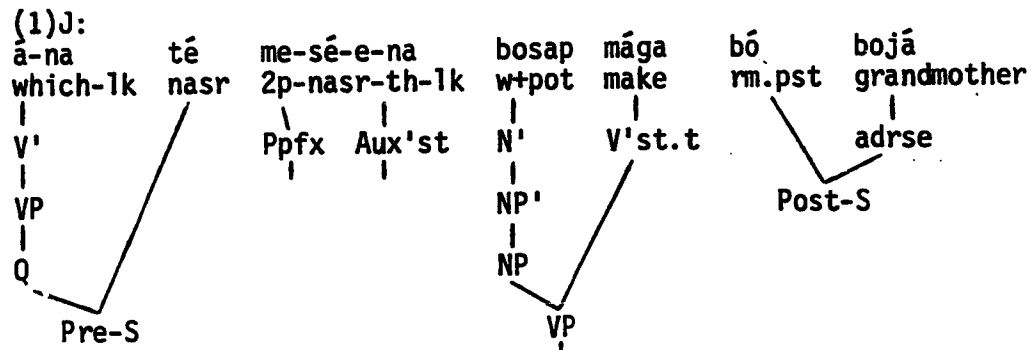 (1)J:
á-na té me-sé-e-na bosap mága bó bojá
which-lk nasr 2p-nasr-th-lk w+pot make rm.pst grandmother
V' Ppfx Aux'st N' V'st.t adrse
VP NP' Post-S
Q NP
Pre-S VP